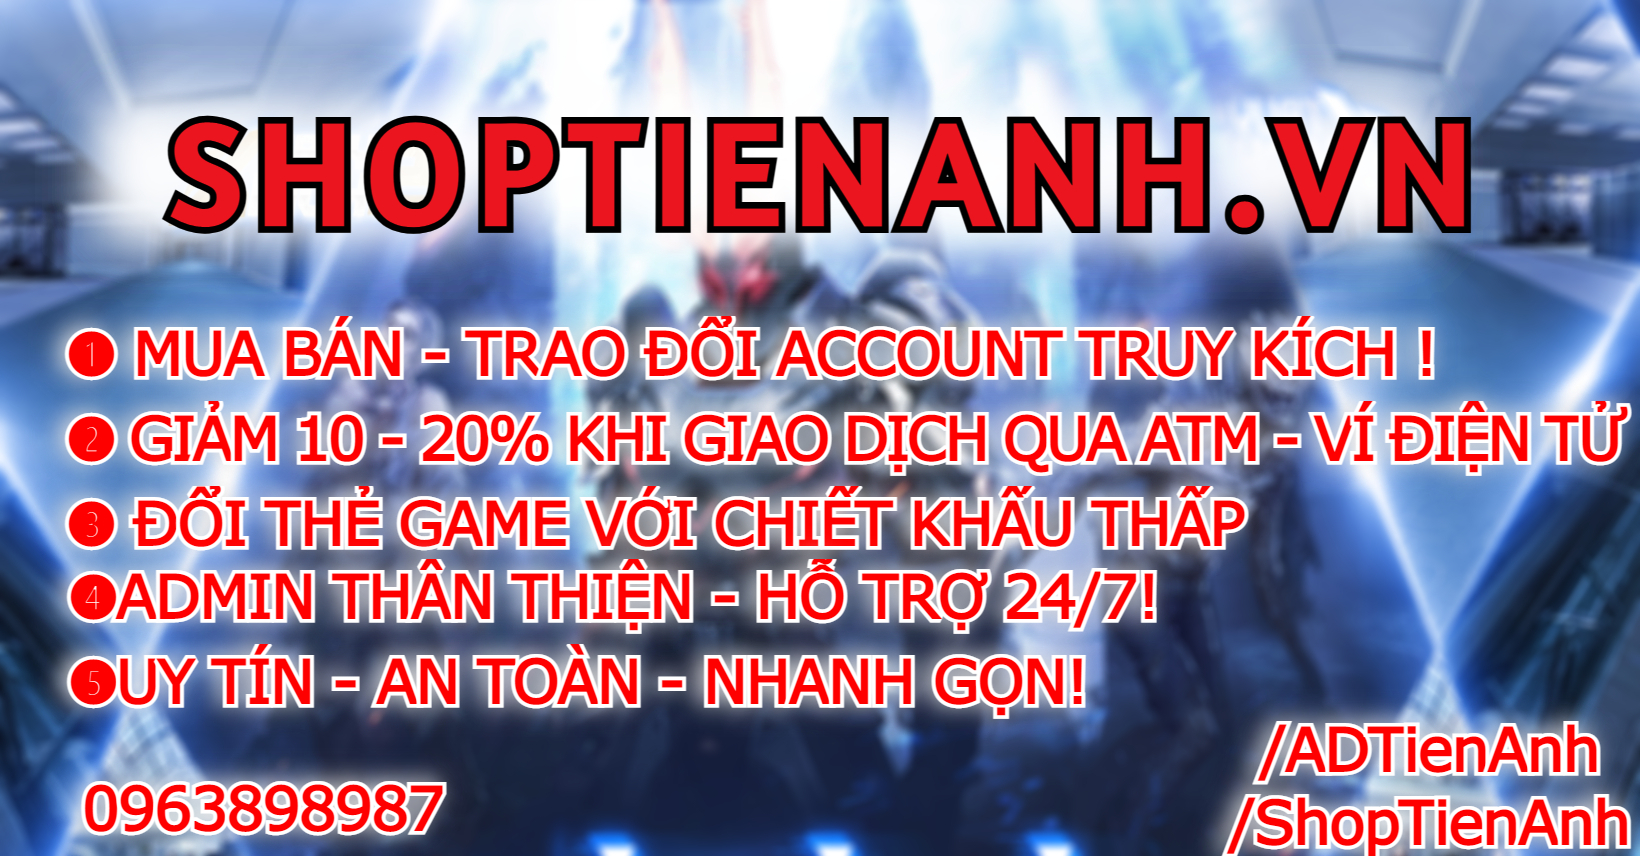 SHOPTIENANH.VN
❶ MUA BÁN - TRAO ĐỔI ACCOUNT TRUY KÍCH !
❷ GIẢM 10 - 20% KHI GIAO DỊCH QUA ATM - VÍ ĐIỆN TỬ
❸ ĐỔI THẺ GAME VỚI CHIẾT KHẤU THẤP
❹ADMIN THÂN THIỆN - HỖ TRỢ 24/7!
❺UY TÍN - AN TOÀN - NHANH GỌN!
/ADTienAnh
0963898987
/ShopTienAnh